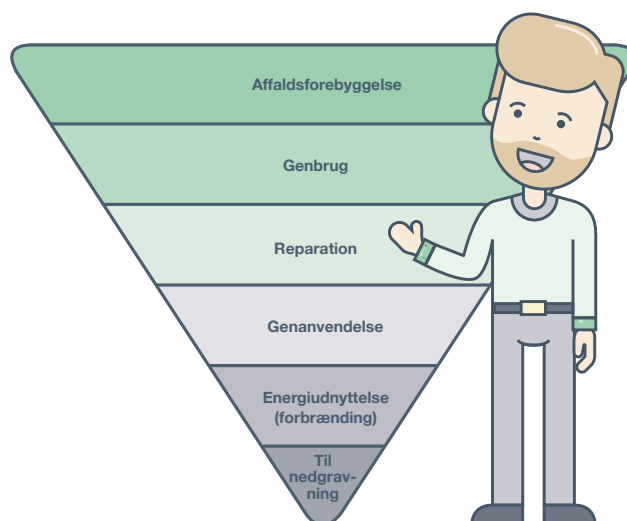 Affaldsforebyggelse
Genbrug
Reparation
Genanvendelse
Energiudnyttelse
(forbrænding)
Til
nedgrav-
ning